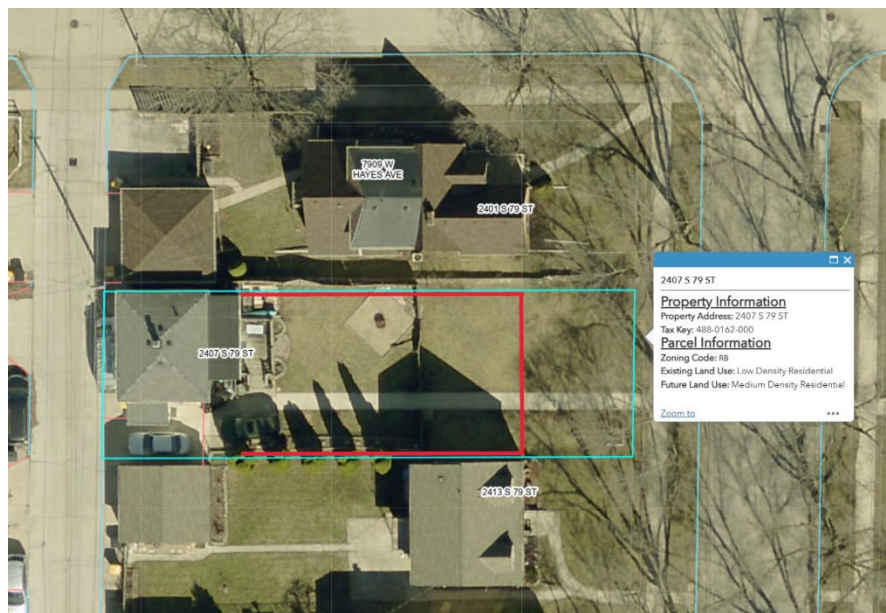 7909 W
HAYES AVE
2401 S 79 ST
2407 S 79 ST
2407 S 79 ST
Property Information
Property Address: 2407 S 79 ST
Tax Key: 488-0162-000
Parcel Information
Zoning Code: RB
Existing Land Use: Low Density Residential
Future Land Use: Medium Density Residential
Zoom to
2413 S 79 ST